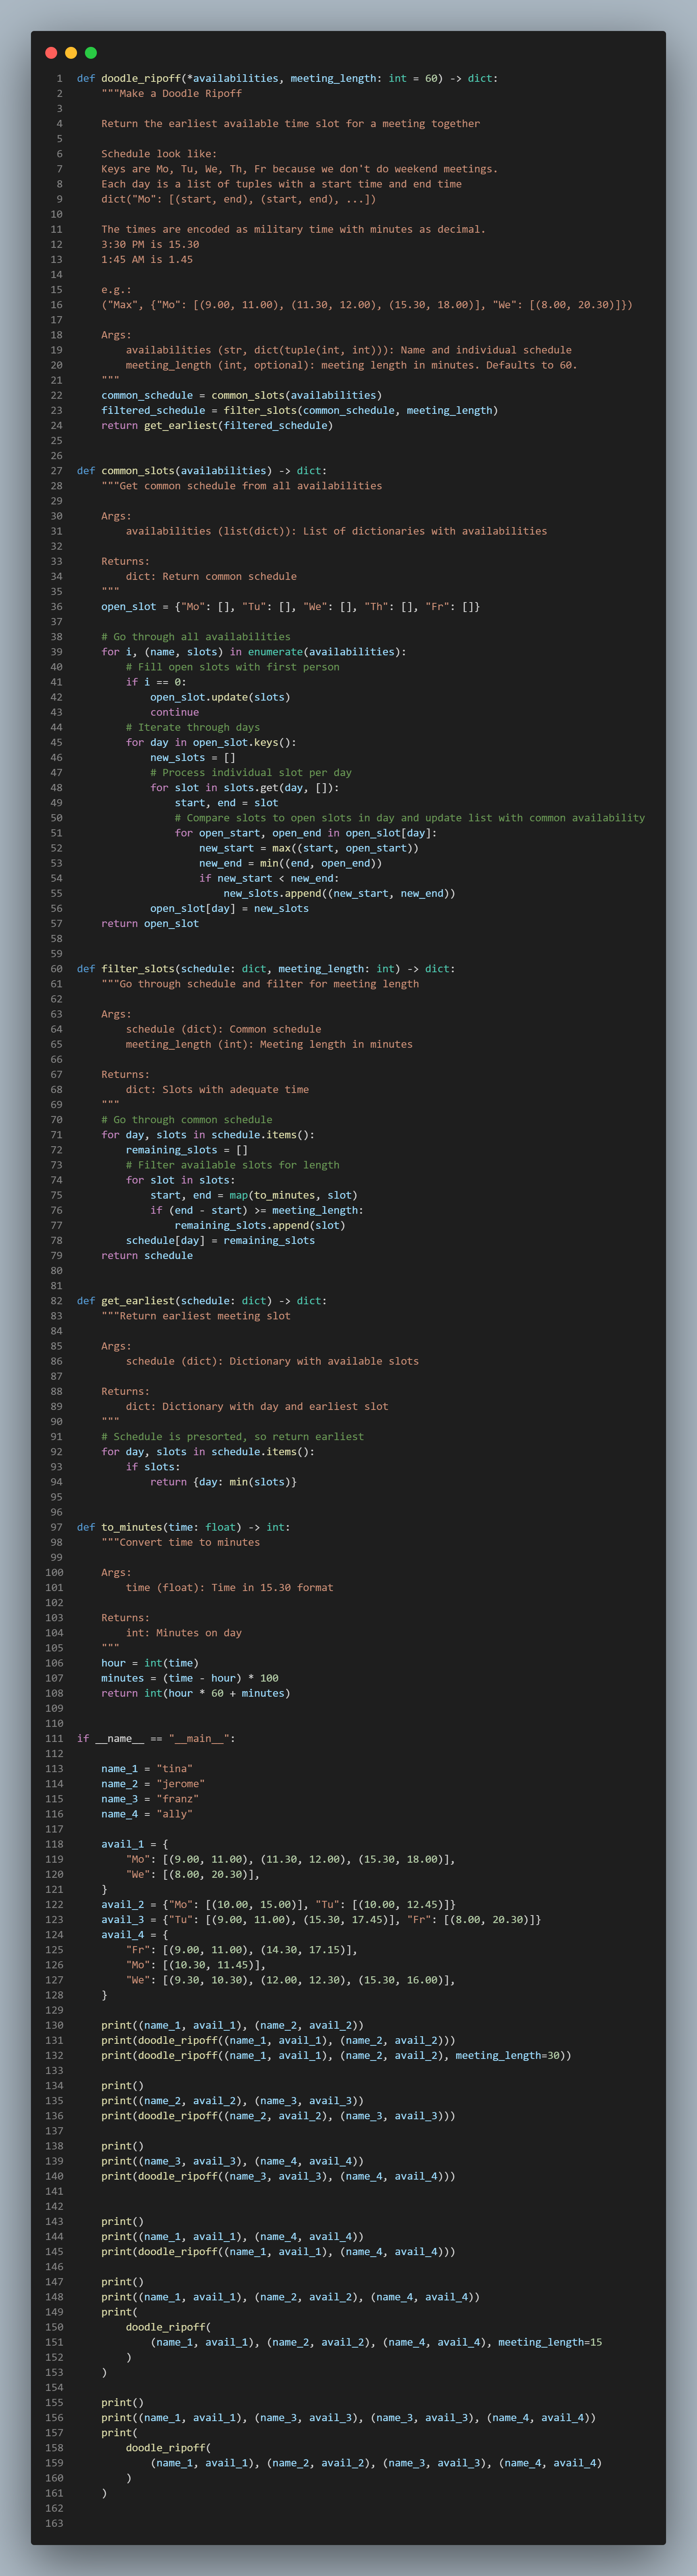 1 def doodle_ripoff(*availabilities, meeting_length: int = 60) -> dict:
2     """Make a Doodle Ripoff
3
4     Return the earliest available time slot for a meeting together
5
6     Schedule look like:
7     Keys are Mo, Tu, We, Th, Fr because we don't do weekend meetings.
8     Each day is a list of tuples with a start time and end time
9     dict("Mo": [(start, end), (start, end), ...])
10
11     The times are encoded as military time with minutes as decimal.
12     3:30 PM is 15.30
13     1:45 AM is 1.45
14
15     e.g.:
16     ("Max", {"Mo": [(9.00, 11.00), (11.30, 12.00), (15.30, 18.00)], "We": [(8.00, 20.30)]})
17
18     Args:
19         availabilities (str, dict(tuple(int, int))): Name and individual schedule
20         meeting_length (int, optional): meeting length in minutes. Defaults to 60.
21     """
22     common_schedule = common_slots(availabilities)
23     filtered_schedule = filter_slots(common_schedule, meeting_length)
24     return get_earliest(filtered_schedule)
25
26
27 def common_slots(availabilities) -> dict:
28     """Get common schedule from all availabilities
29
30     Args:
31         availabilities (list(dict)): List of dictionaries with availabilities
32
33     Returns:
34         dict: Return common schedule
35     """
36     open_slot = {"Mo": [], "Tu": [], "We": [], "Th": [], "Fr": []}
37
38     # Go through all availabilities
39     for i, (name, slots) in enumerate(availabilities):
40         # Fill open slots with first person
41         if i == 0:
42             open_slot.update(slots)
43             continue
44         # Iterate through days
45         for day in open_slot.keys():
46             new_slots = []
47             # Process individual slot per day
48             for slot in slots.get(day, []):
49                 start, end = slot
50                 # Compare slots to open slots in day and update list with common availability
51                 for open_start, open_end in open_slot[day]:
52                     new_start = max((start, open_start))
53                     new_end = min((end, open_end))
54                     if new_start < new_end:
55                         new_slots.append((new_start, new_end))
56             open_slot[day] = new_slots
57     return open_slot
58
59
60 def filter_slots(schedule: dict, meeting_length: int) -> dict:
61     """Go through schedule and filter for meeting length
62
63     Args:
64         schedule (dict): Common schedule
65         meeting_length (int): Meeting length in minutes
66
67     Returns:
68         dict: Slots with adequate time
69     """
70     # Go through common schedule
71     for day, slots in schedule.items():
72         remaining_slots = []
73         # Filter available slots for length
74         for slot in slots:
75             start, end = map(to_minutes, slot)
76             if (end - start) >= meeting_length:
77                 remaining_slots.append(slot)
78         schedule[day] = remaining_slots
79     return schedule
80
81
82 def get_earliest(schedule: dict) -> dict:
83     """Return earliest meeting slot
84
85     Args:
86         schedule (dict): Dictionary with available slots
87
88     Returns:
89         dict: Dictionary with day and earliest slot
90     """
91     # Schedule is presorted, so return earliest
92     for day, slots in schedule.items():
93         if slots:
94             return {day: min(slots)}
95
96
97 def to_minutes(time: float) -> int:
98     """Convert time to minutes
99
100     Args:
101         time (float): Time in 15.30 format
102
103     Returns:
104         int: Minutes on day
105     """
106     hour = int(time)
107     minutes = (time - hour) * 100
108     return int(hour * 60 + minutes)
109
110
111 if __name__ == "__main__":
112
113     name_1 = "tina"
114     name_2 = "jerome"
115     name_3 = "franz"
116     name_4 = "ally"
117
118     avail_1 = {
119         "Mo": [(9.00, 11.00), (11.30, 12.00), (15.30, 18.00)],
120         "We": [(8.00, 20.30)],
121     }
122     avail_2 = {"Mo": [(10.00, 15.00)], "Tu": [(10.00, 12.45)]}
123     avail_3 = {"Tu": [(9.00, 11.00), (15.30, 17.45)], "Fr": [(8.00, 20.30)]}
124     avail_4 = {
125         "Fr": [(9.00, 11.00), (14.30, 17.15)],
126         "Mo": [(10.30, 11.45)],
127         "We": [(9.30, 10.30), (12.00, 12.30), (15.30, 16.00)],
128     }
129
130     print((name_1, avail_1), (name_2, avail_2))
131     print(doodle_ripoff((name_1, avail_1), (name_2, avail_2)))
132     print(doodle_ripoff((name_1, avail_1), (name_2, avail_2), meeting_length=30))
133
134     print()
135     print((name_2, avail_2), (name_3, avail_3))
136     print(doodle_ripoff((name_2, avail_2), (name_3, avail_3)))
137
138     print()
139     print((name_3, avail_3), (name_4, avail_4))
140     print(doodle_ripoff((name_3, avail_3), (name_4, avail_4)))
141
142
143     print()
144     print((name_1, avail_1), (name_4, avail_4))
145     print(doodle_ripoff((name_1, avail_1), (name_4, avail_4)))
146
147     print()
148     print((name_1, avail_1), (name_2, avail_2), (name_4, avail_4))
149     print(
150         doodle_ripoff(
151             (name_1, avail_1), (name_2, avail_2), (name_4, avail_4), meeting_length=15
152         )
153     )
154
155     print()
156     print((name_1, avail_1), (name_3, avail_3), (name_3, avail_3), (name_4, avail_4))
157     print(
158         doodle_ripoff(
159             (name_1, avail_1), (name_2, avail_2), (name_3, avail_3), (name_4, avail_4)
160         )
161     )
162
163